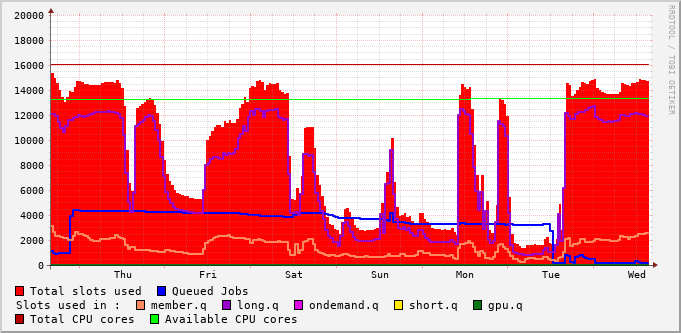 20000
18000
16000
14000
12000
10000
8000
6000
4000
2000
0
Thu Fri Sat Sun Mon Tue Wed
RRDTOOL / TOBI OETIKER
Total slots used Queued Jobs
Slots used in : member.q long.q ondemand.q short.q gpu.q
Total CPU cores Available CPU cores